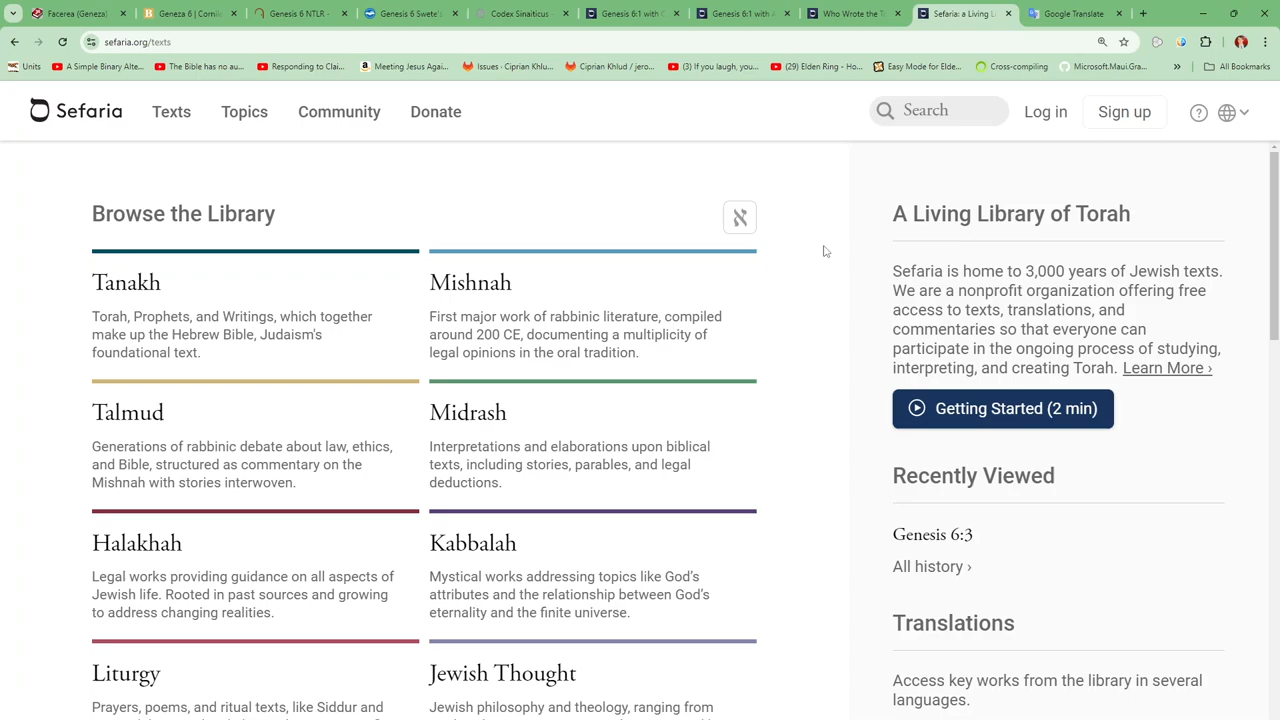 Facerea (Genez
Geneza 6 | Cornile
Genesis 6 NTLR -
Genesis 6 Swete's
Codex Sinaiticus -
Genesis 6:1 with C
Genesis 6:1 with A
Who Wrote the To
Sefaria: a Living L
Google Translate
sefaria.org/texts
Units
A Simple Binary Alte...
The Bible has no au...
Responding to Clai...
Meeting Jesus Agai...
Issues · Ciprian Khlu...
Ciprian Khlud / jero...
(3) If you laugh, you...
(29) Elden Ring - Ho...
Easy Mode for Elde...
Cross-compiling
Microsoft.Maui.Gra...
All Bookmarks
Sefaria
Texts
Topics
Community
Donate
Search
Log in
Sign up
Browse the Library
א
Tanakh
Torah, Prophets, and Writings, which together
make up the Hebrew Bible, Judaism's
foundational text.
Mishnah
First major work of rabbinic literature, compiled
around 200 CE, documenting a multiplicity of
legal opinions in the oral tradition.
Talmud
Generations of rabbinic debate about law, ethics,
and Bible, structured as commentary on the
Mishnah with stories interwoven.
Midrash
Interpretations and elaborations upon biblical
texts, including stories, parables, and legal
deductions.
Halakhah
Legal works providing guidance on all aspects of
Jewish life. Rooted in past sources and growing
to address changing realities.
Kabbalah
Mystical works addressing topics like God’s
attributes and the relationship between God’s
eternality and the finite universe.
Liturgy
Prayers, poems, and ritual texts, like Siddur and
Jewish Thought
Jewish philosophy and theology, ranging from
A Living Library of Torah
Sefaria is home to 3,000 years of Jewish texts.
We are a nonprofit organization offering free
access to texts, translations, and
commentaries so that everyone can
participate in the ongoing process of studying,
interpreting, and creating Torah. Learn More ›
Getting Started (2 min)
Recently Viewed
Genesis 6:3
All history ›
Translations
Access key works from the library in several
languages.